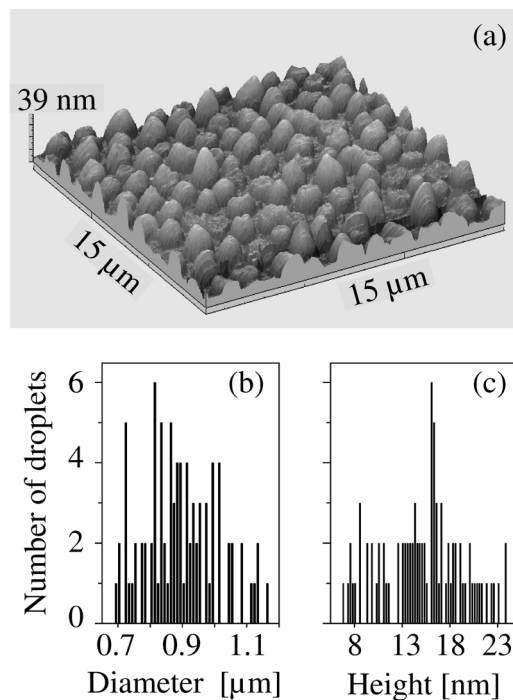 (a)
39 nm
15 µm
15 µm
(b)
(c)
Number of droplets
6
4
2
0
0.7 0.9 1.1
8 13 18 23
Diameter [µm]
Height [nm]